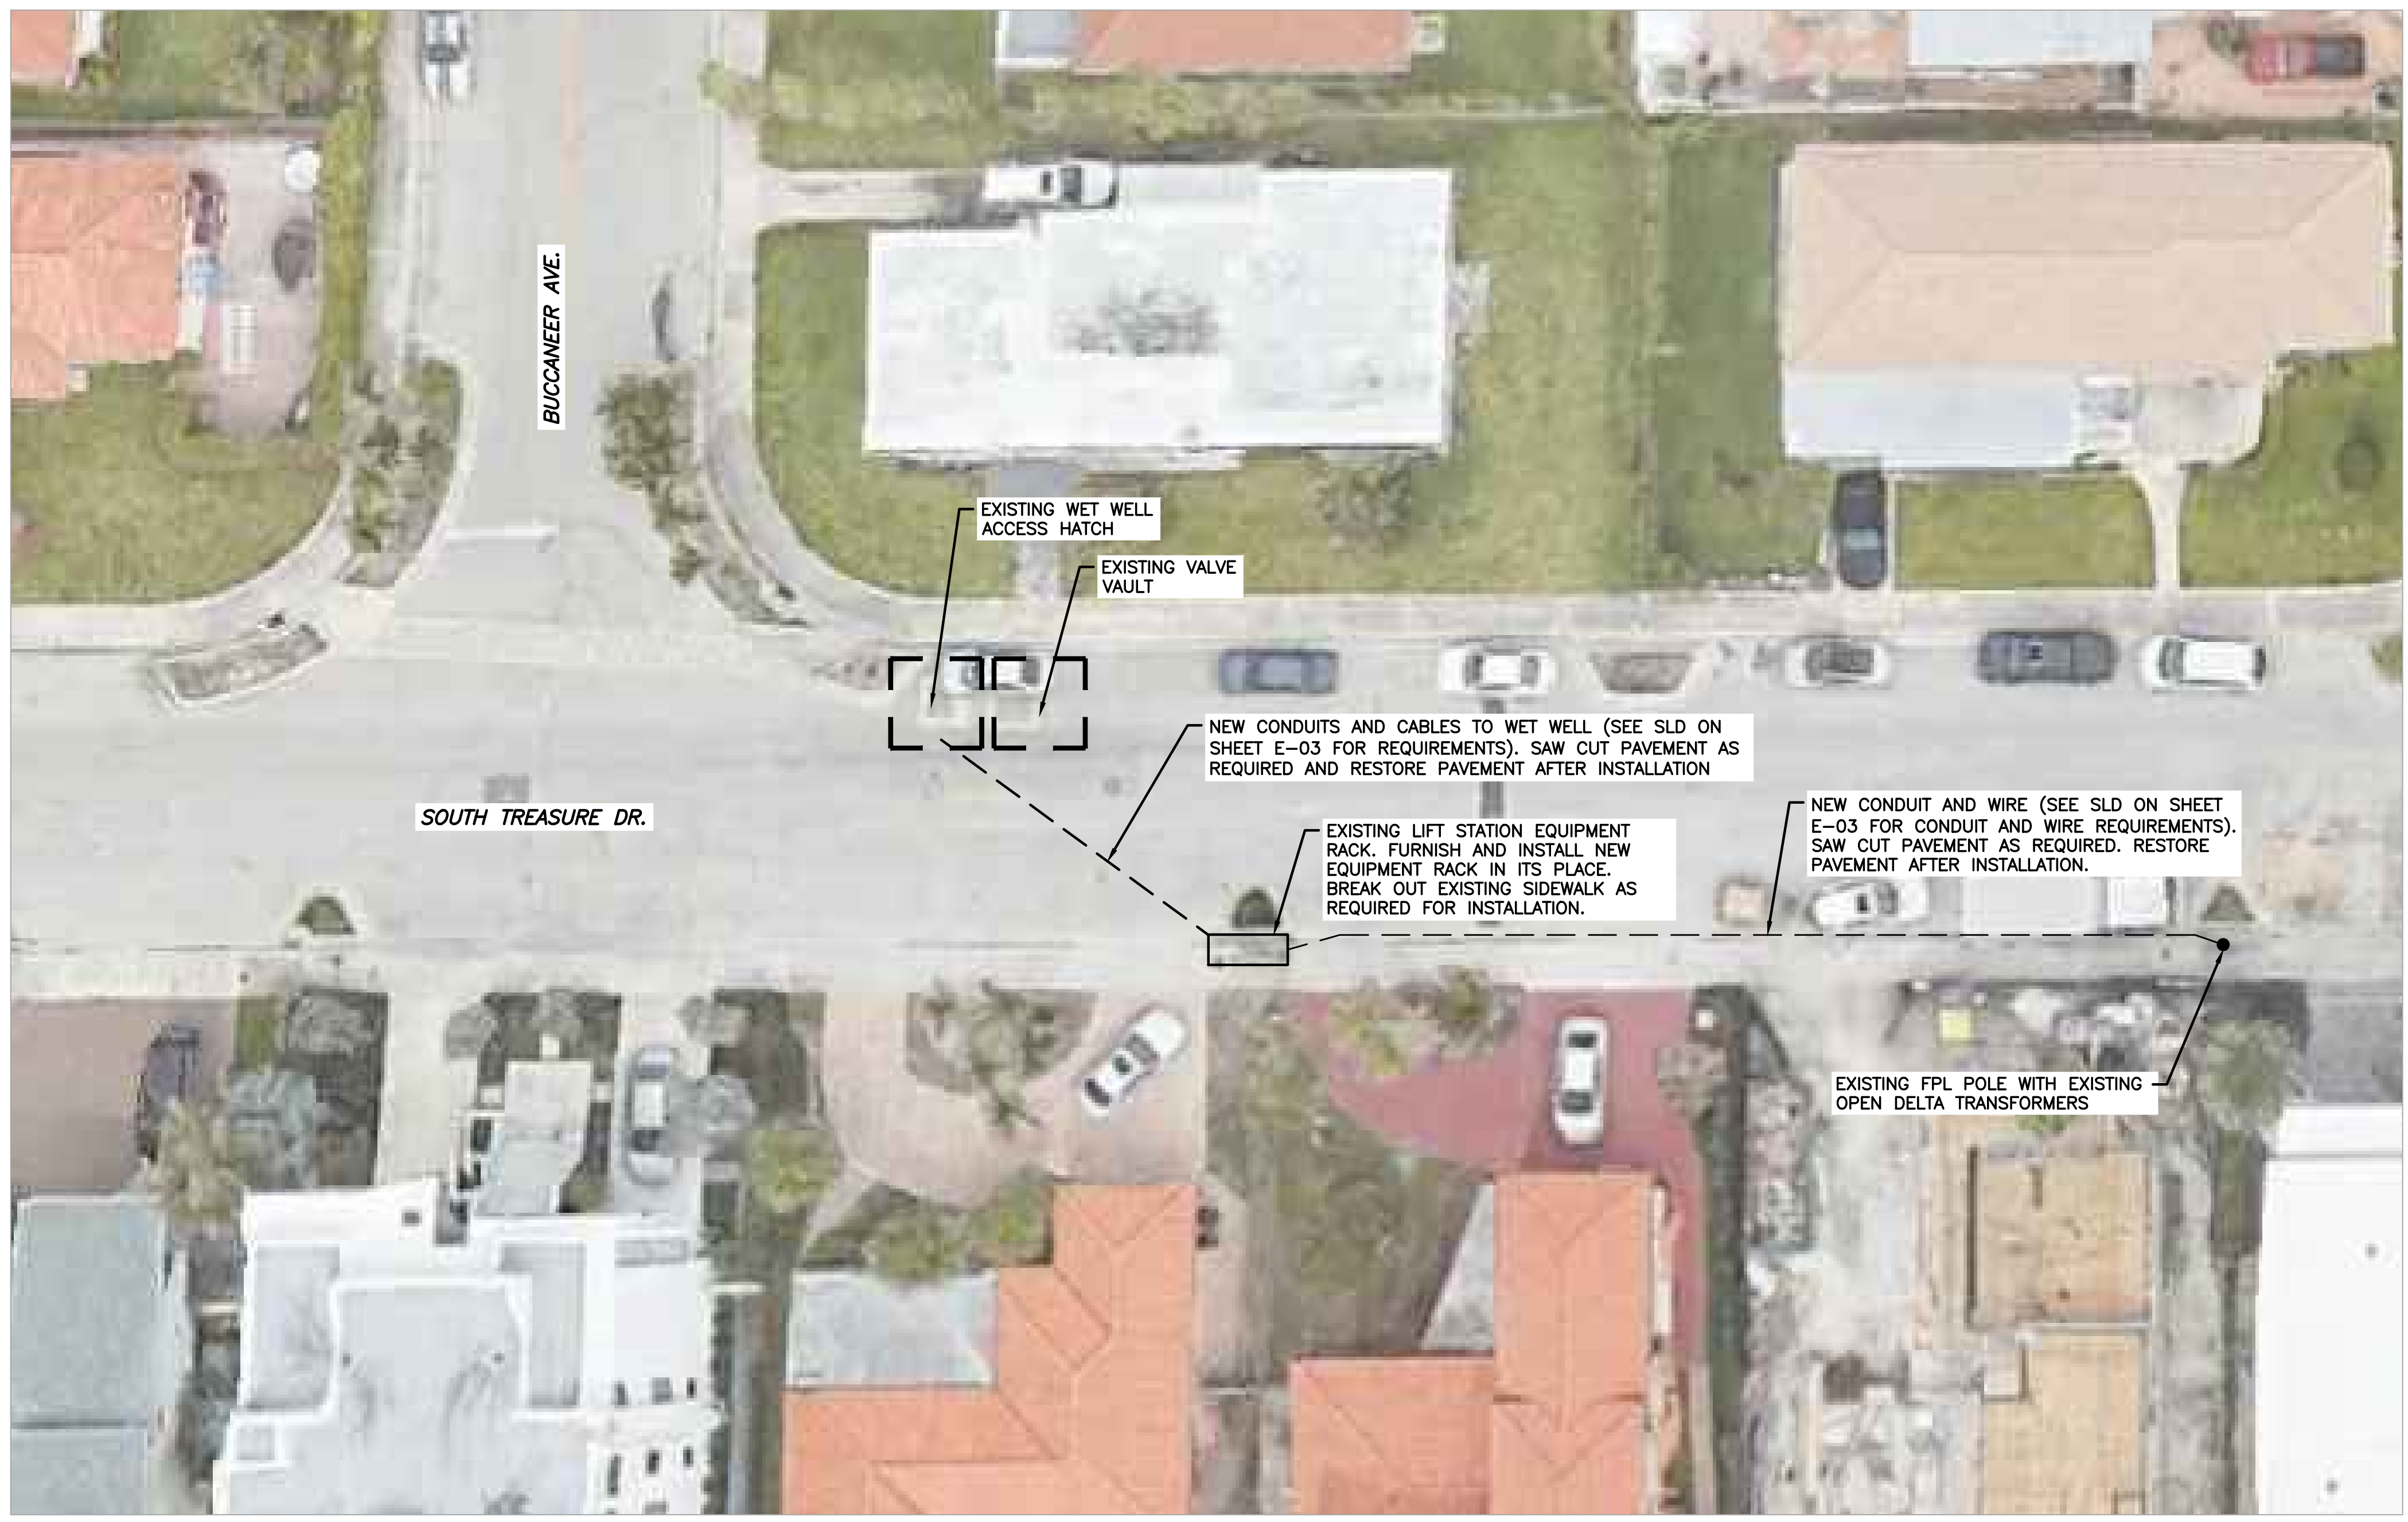 BUCCANEER AVE.
EXISTING WET WELL
ACCESS HATCH
EXISTING VALVE
VAULT
NEW CONDUITS AND CABLES TO WET WELL (SEE SLD ON
SHEET E-03 FOR REQUIREMENTS). SAW CUT PAVEMENT AS
REQUIRED AND RESTORE PAVEMENT AFTER INSTALLATION
SOUTH TREASURE DR.
EXISTING LIFT STATION EQUIPMENT
RACK. FURNISH AND INSTALL NEW
EQUIPMENT RACK IN ITS PLACE.
BREAK OUT EXISTING SIDEWALK AS
REQUIRED FOR INSTALLATION.
NEW CONDUIT AND WIRE (SEE SLD ON SHEET
E-03 FOR CONDUIT AND WIRE REQUIREMENTS).
SAW CUT PAVEMENT AS REQUIRED. RESTORE
PAVEMENT AFTER INSTALLATION.
EXISTING FPL POLE WITH EXISTING
OPEN DELTA TRANSFORMERS